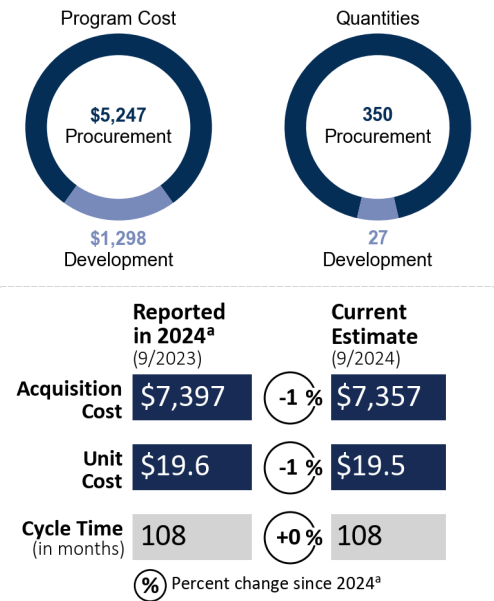 Program Cost
$5,247
Procurement
$1,298
Development
Quantities
350
Procurement
27
Development
Reported
in 2024ª
(9/2023)
Current
Estimate
(9/2024)
Acquisition
Cost
$7,397
-1 %
$7,357
Unit
Cost
$19.6
-1 %
$19.5
Cycle Time
(in months)
108
+0 %
108
(%) Percent change since 2024ª